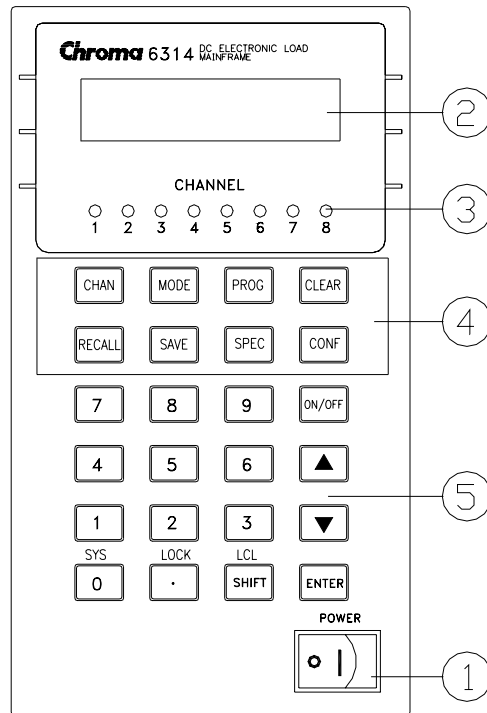 Chroma 6314 DC ELECTRONIC LOAD MAINFRAME
2
CHANNEL
3
1 2 3 4 5 6 7 8
CHAN MODE PROG CLEAR
4
RECALL SAVE SPEC CONF
7 8 9 ON/OFF
4 5 6 ▲
5
1 2 3 ▼
SYS LOCK LCL
0 . SHIFT ENTER
POWER
1